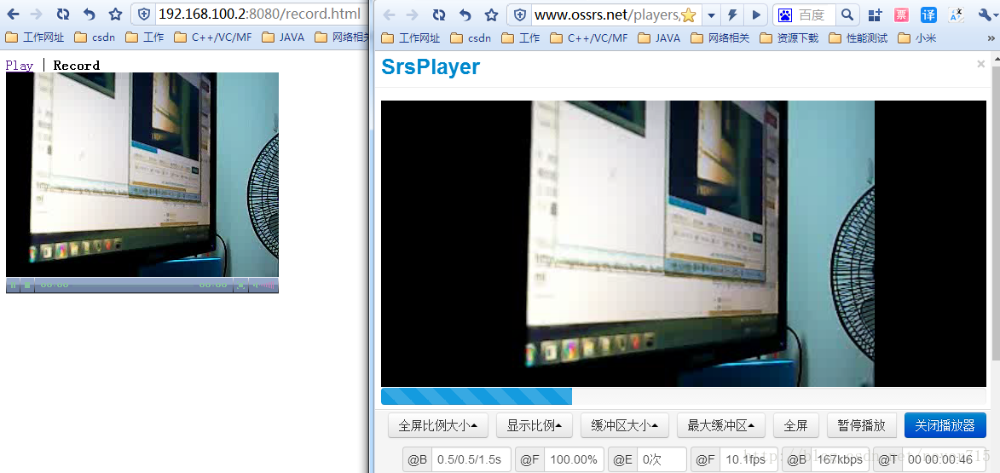 192.168.100.2:8080/record.html
工作网址 csdn 工作 C++/VC/MF JAVA 网络相关
Play | Record
www.ossrs.net/players/
百度
票
译
工作网址 csdn 工作 C++/VC/MF JAVA 网络相关 资源下载 性能测试 小米 »
SrsPlayer ×
全屏比例大小 显示比例 缓冲区大小 最大缓冲区 全屏 暂停播放 关闭播放器
@B 0.5/0.5/1.5s @F 100.00% @E 0次 @F 10.1fps @B 167kbps @T 00 00:00:46